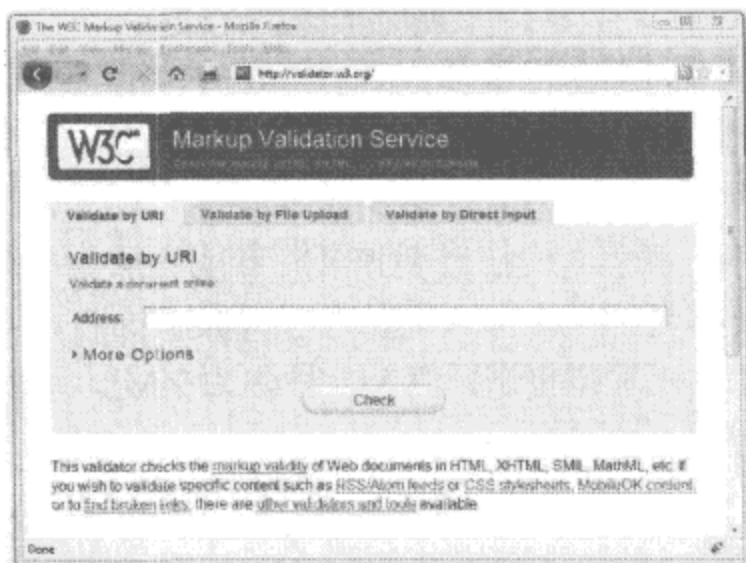 The W3C Markup Validation Service - Mozilla Firefox
http://validator.w3.org/
W3C Markup Validation Service
Validate by URI Validate by File Upload Validate by Direct Input
Validate by URI
Validate a document online
Address:
More Options
Check
This validator checks the markup validity of Web documents in HTML, XHTML, SMIL, MathML, etc. If
you wish to validate specific content such as RSS/Atom feeds or CSS stylesheets, MobileOK content,
or to find broken links, there are other validators and tools available.
Done